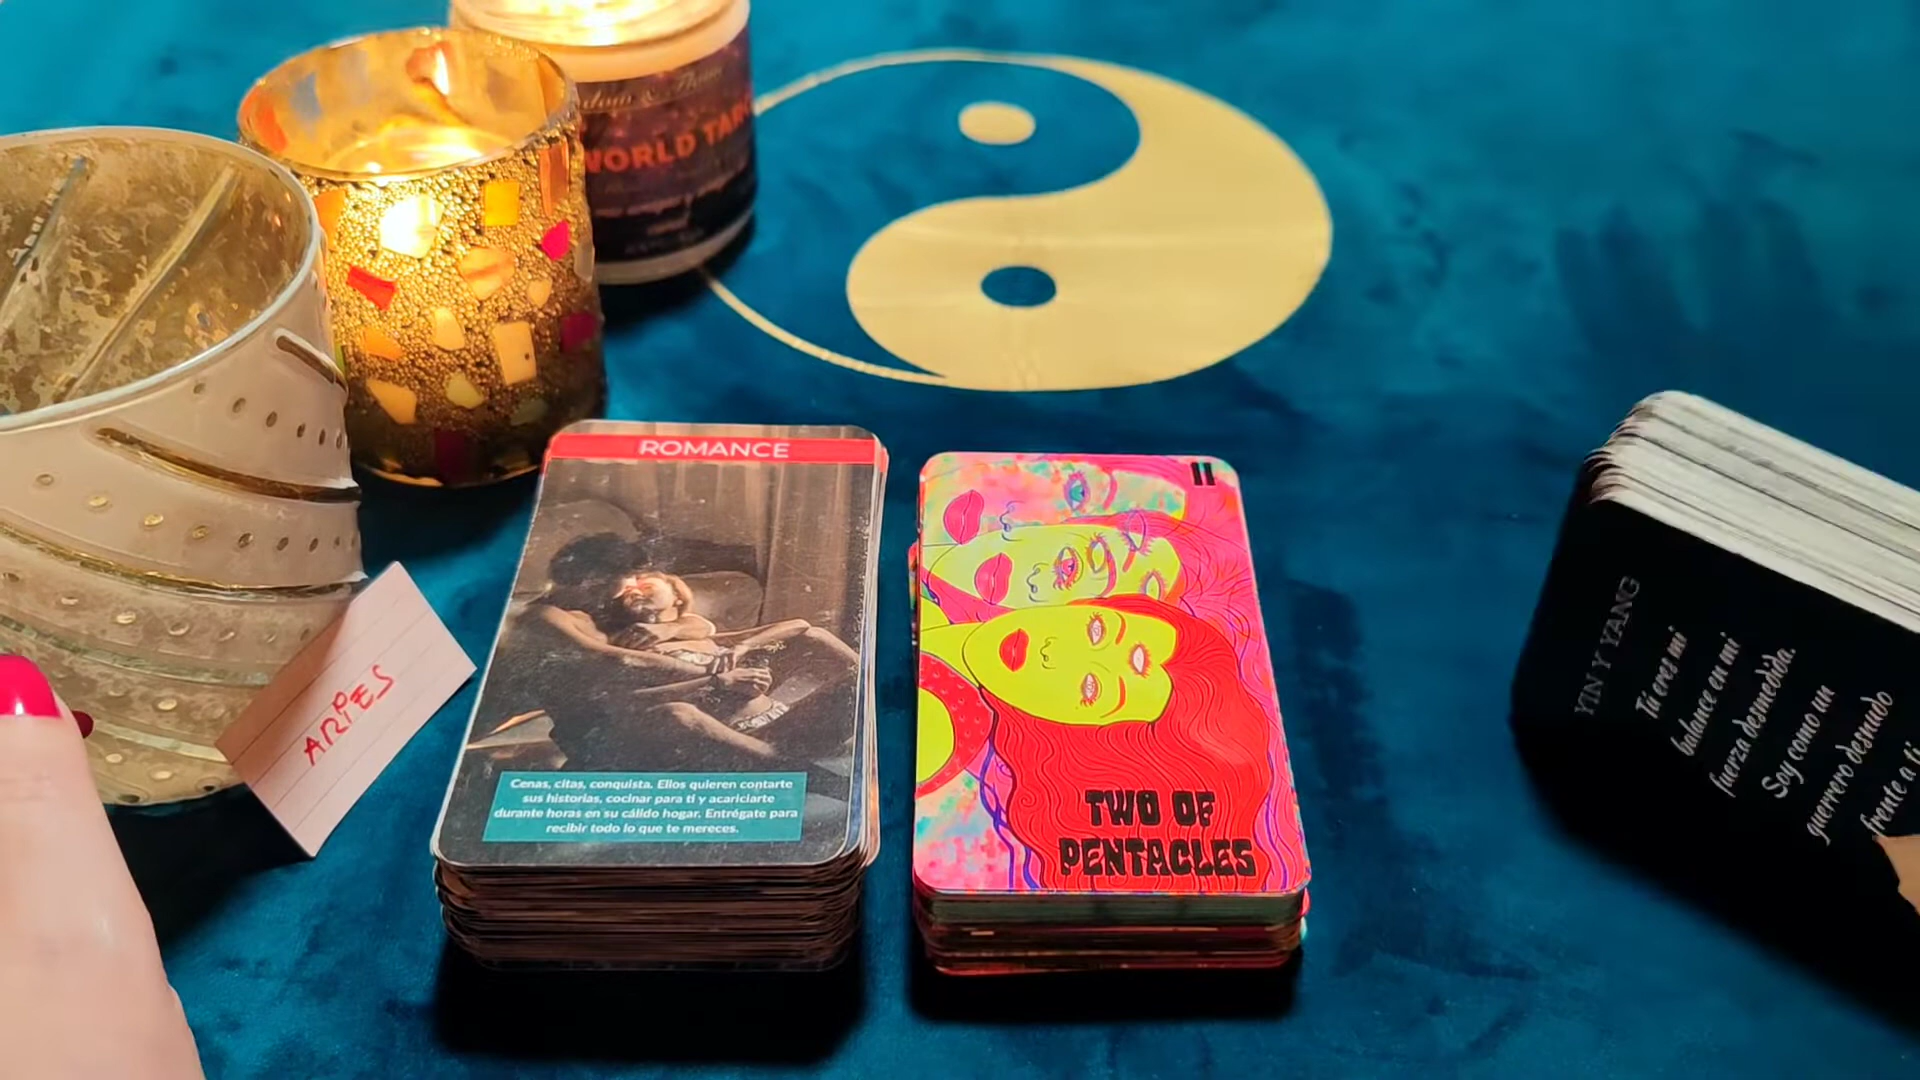 WORLD TARO
ROMANCE
Cenas, citas, conquista. Ellos quieren contarte
sus historias, cocinar para ti y acariciarte
durante horas en su cálido hogar. Entrégate para
recibir todo lo que te mereces.
II
TWO OF
PENTACLES
ARIES
YIN Y YANG
Tú eres mi
balance en mi
fuerza desmedida.
Soy como un
guerrero desnudo
frente a ti